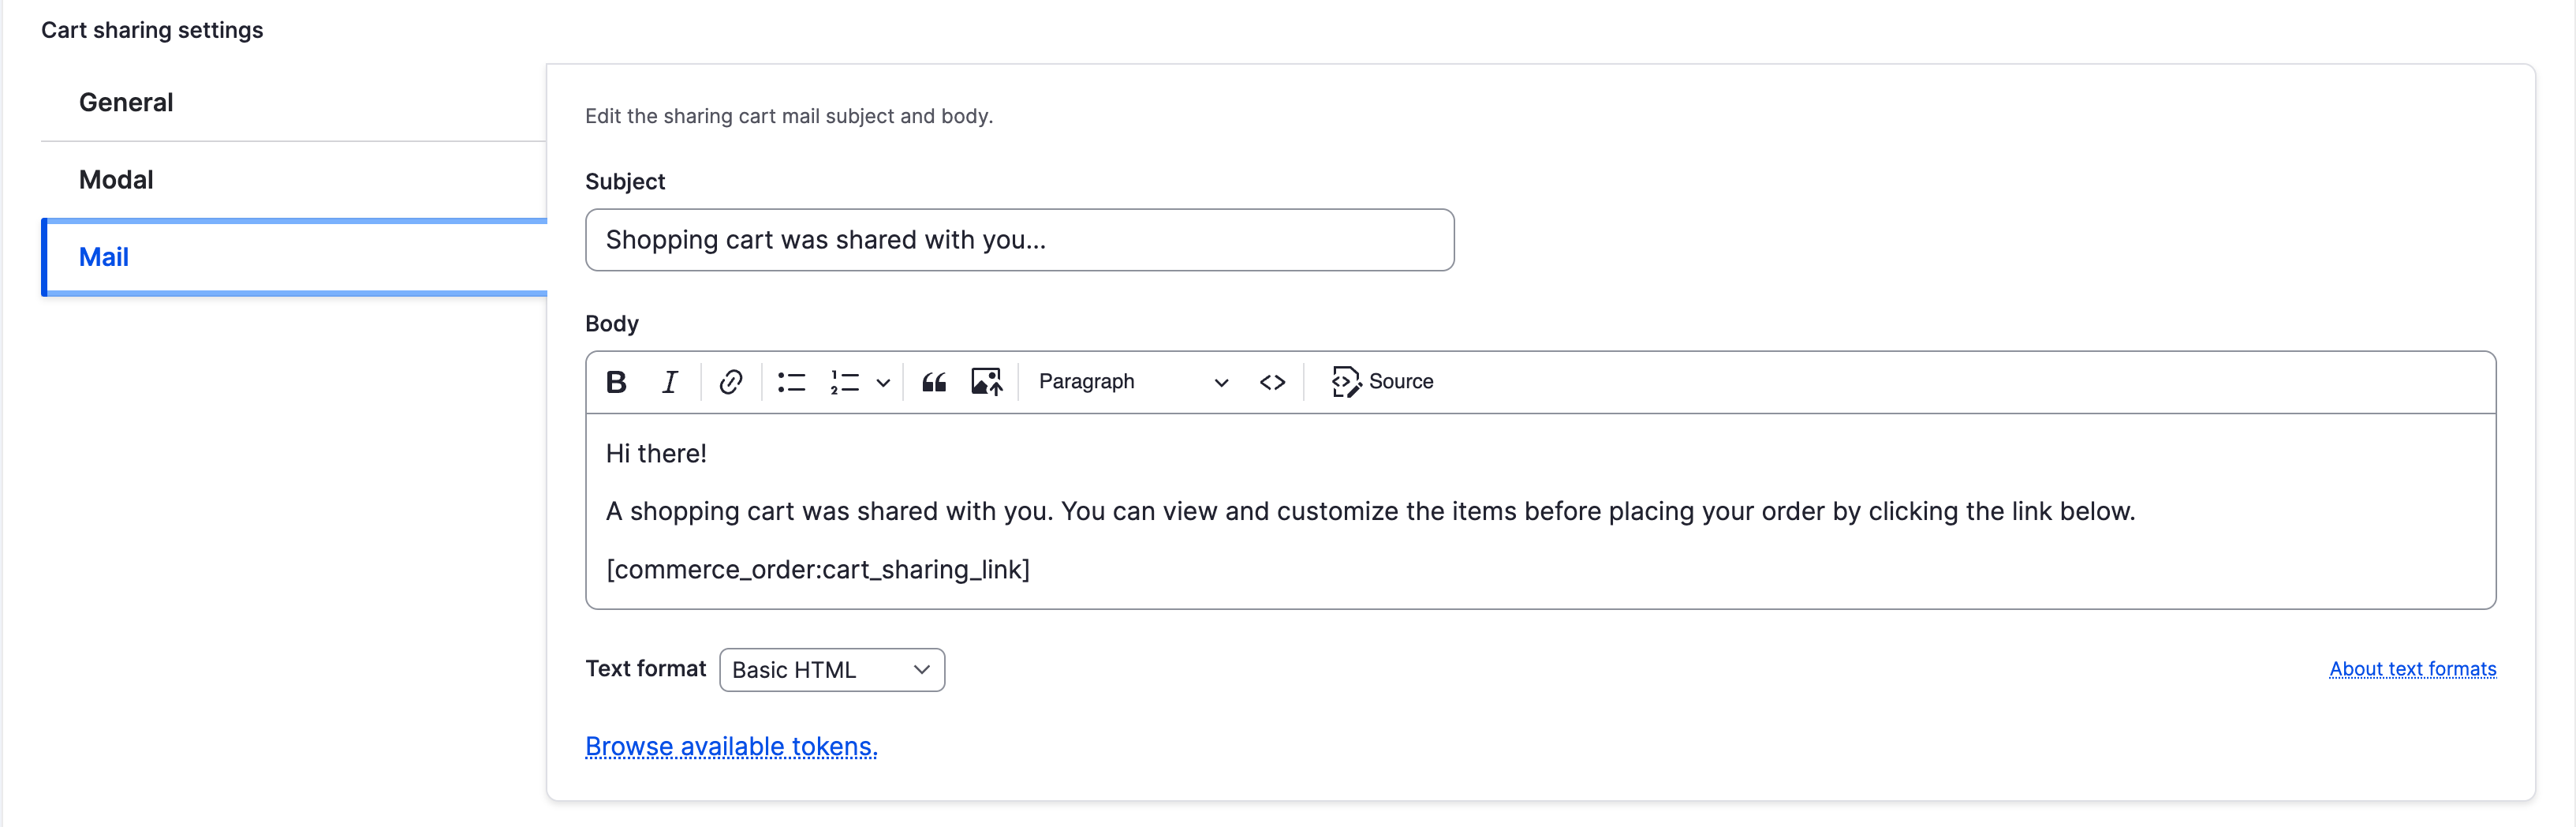 Cart sharing settings
General
Modal
Mail
Edit the sharing cart mail subject and body.
Subject
Shopping cart was shared with you...
Body
Paragraph
Source
Hi there!
A shopping cart was shared with you. You can view and customize the items before placing your order by clicking the link below.
[commerce_order:cart_sharing_link]
Text format
Basic HTML
About text formats
Browse available tokens.